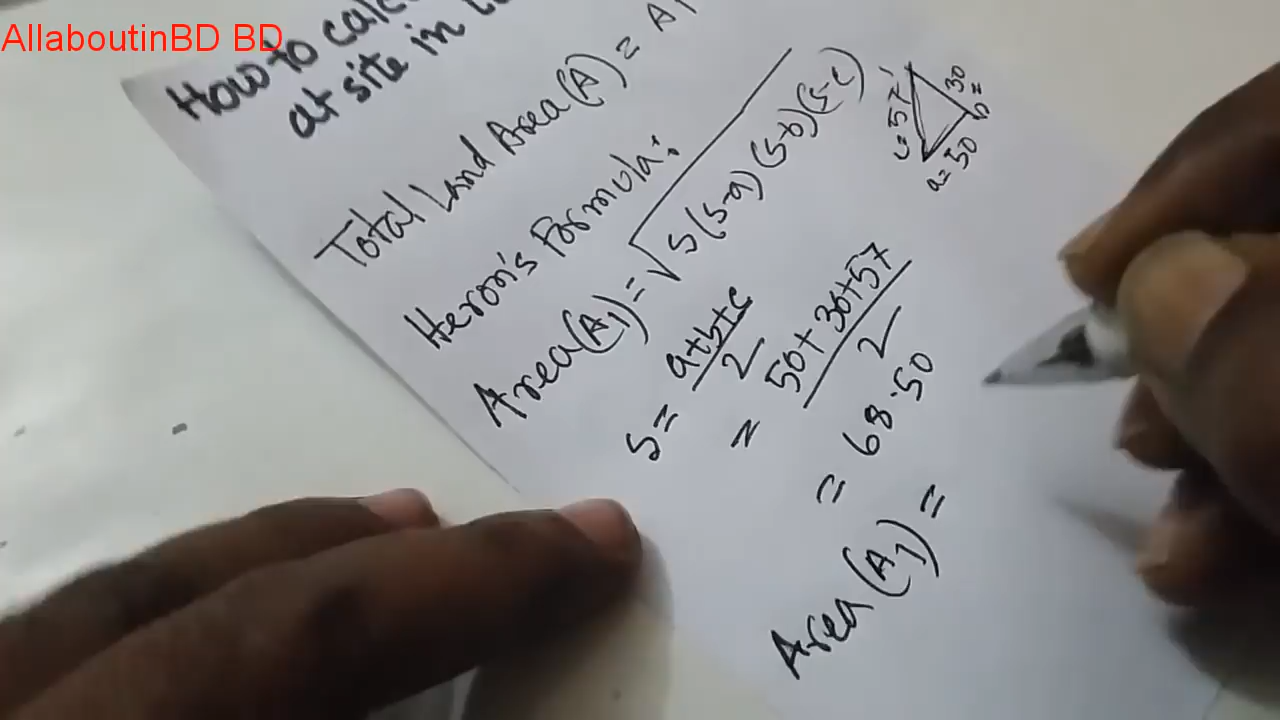 AllaboutinBD BD
How to calc
at site in
Total Land Area(A) = A1
Heron's Formula:
Area(A1) = √s(s-a)(s-b)(s-c)
c=57'
30
b=
a=50
s = a+b+c/2
= 50+30+57/2
= 68.50
Area(A1) =